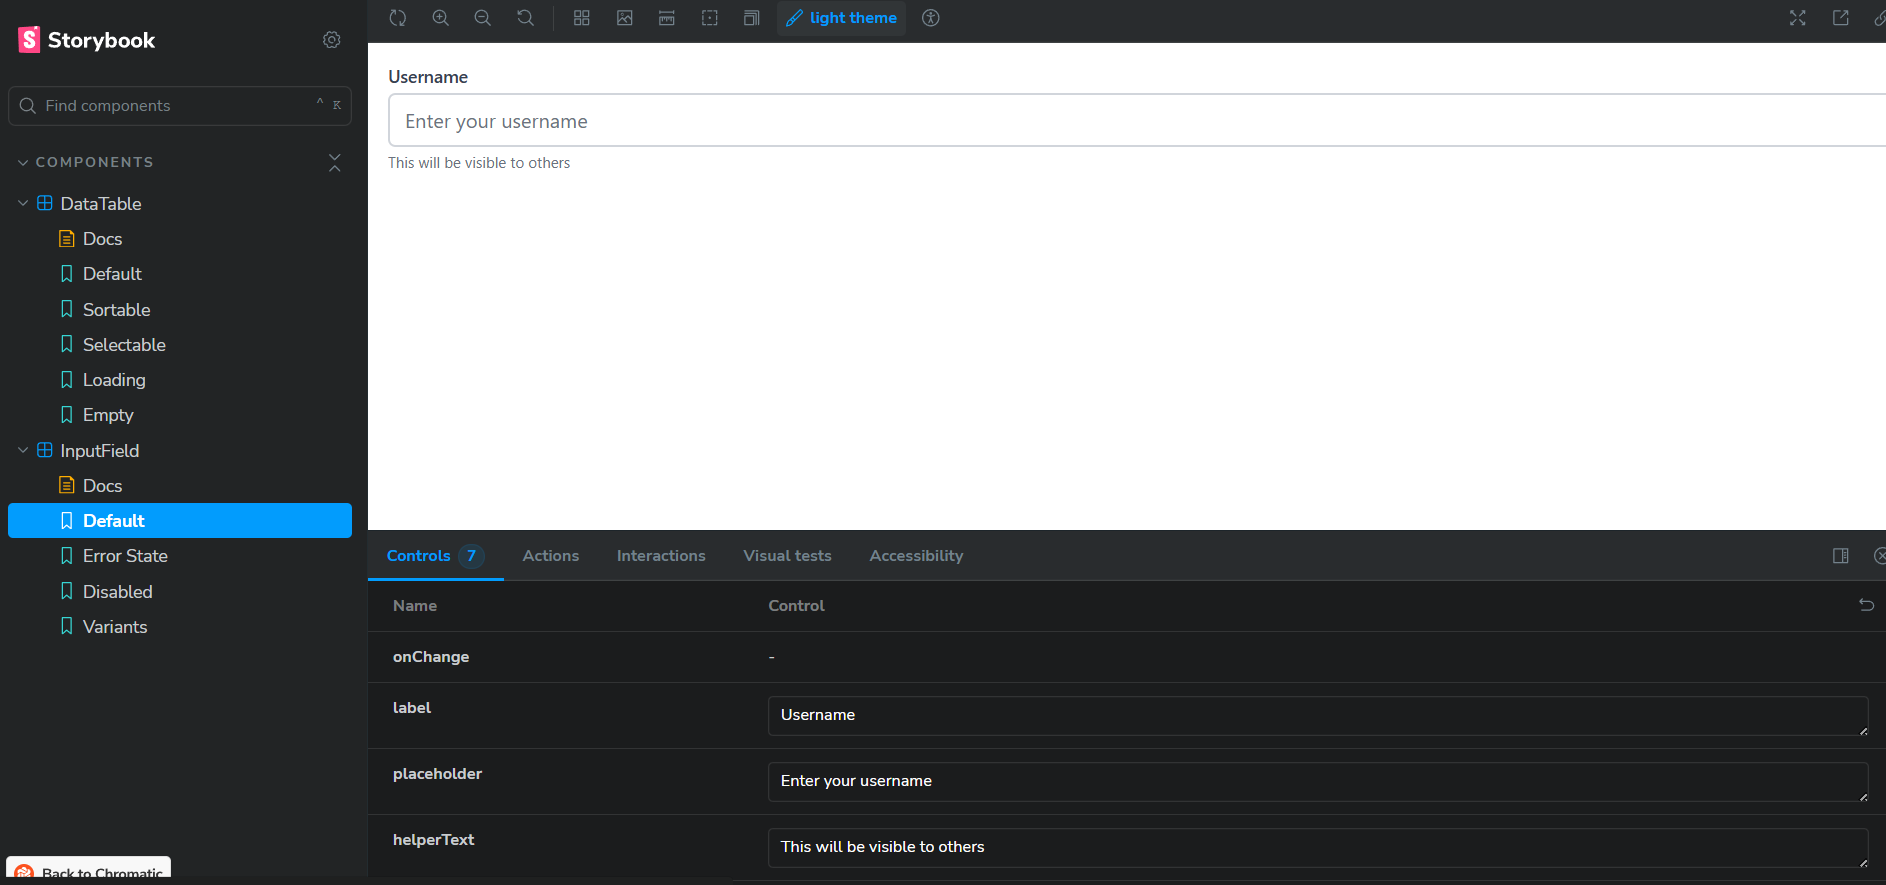 Storybook
Find components
^ K
COMPONENTS
DataTable
Docs
Default
Sortable
Selectable
Loading
Empty
InputField
Docs
Default
Error State
Disabled
Variants
Back to Chromatic
light theme
Username
Enter your username
This will be visible to others
Controls 7 Actions Interactions Visual tests Accessibility
Name Control
onChange -
label Username
placeholder Enter your username
helperText This will be visible to others